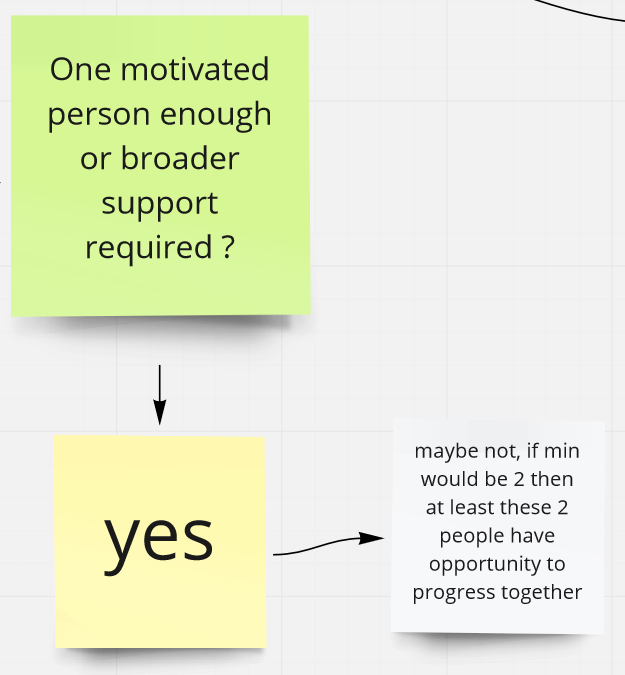 One motivated
person enough
or broader
support
required ?
yes
maybe not, if min
would be 2 then
at least these 2
people have
opportunity to
progress together